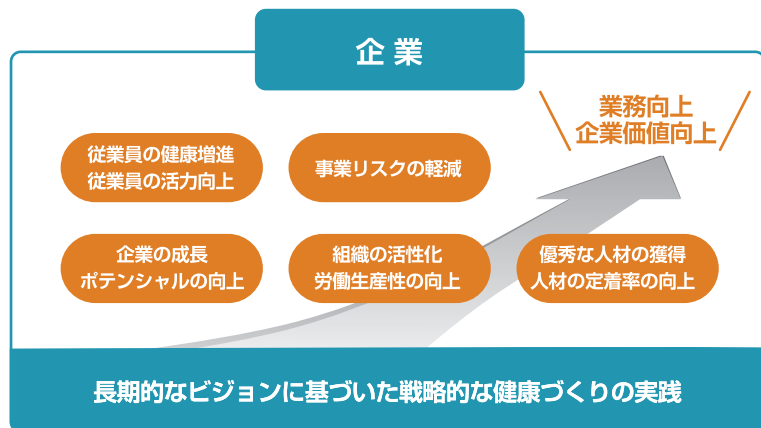 企業
業務向上
企業価値向上
従業員の健康増進
従業員の活力向上
事業リスクの軽減
企業の成長
ポテンシャルの向上
組織の活性化
労働生産性の向上
優秀な人材の獲得
人材の定着率の向上
長期的なビジョンに基づいた戦略的な健康づくりの実践